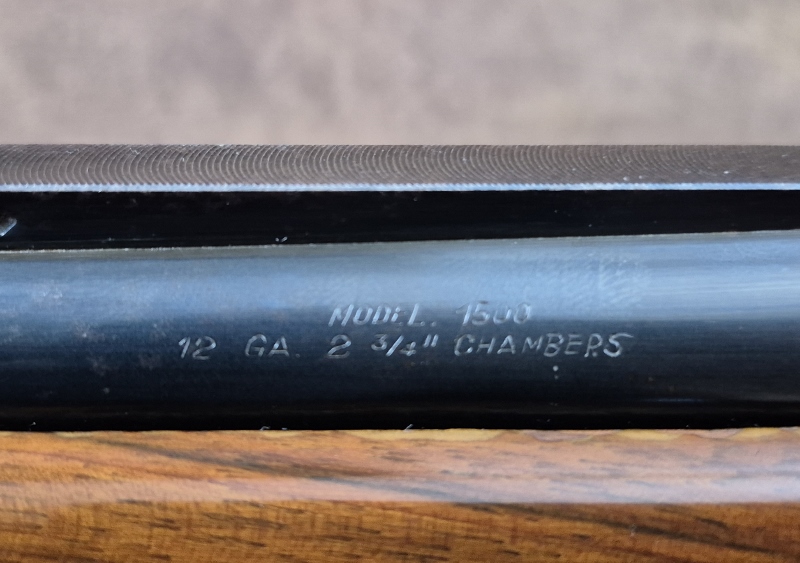 MODEL. 1500
12 GA. 2 3/4" CHAMBERS